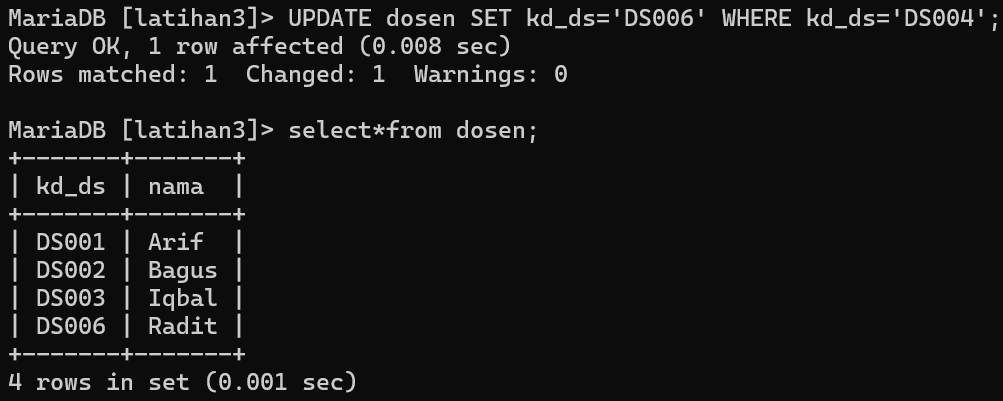 MariaDB [latihan3]> UPDATE dosen SET kd_ds='DS006' WHERE kd_ds='DS004';
Query OK, 1 row affected (0.008 sec)
Rows matched: 1  Changed: 1  Warnings: 0

MariaDB [latihan3]> select*from dosen;
+-------+-------+
| kd_ds | nama  |
+-------+-------+
| DS001 | Arif  |
| DS002 | Bagus |
| DS003 | Iqbal |
| DS006 | Radit |
+-------+-------+
4 rows in set (0.001 sec)